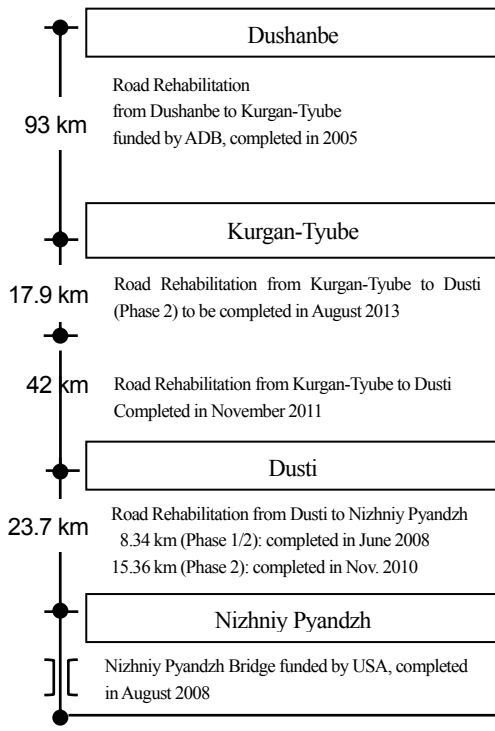 Dushanbe
Road Rehabilitation
from Dushanbe to Kurgan-Tyube
funded by ADB, completed in 2005
93 km
Kurgan-Tyube
17.9 km
Road Rehabilitation from Kurgan-Tyube to Dusti
(Phase 2) to be completed in August 2013
42 km
Road Rehabilitation from Kurgan-Tyube to Dusti
Completed in November 2011
Dusti
23.7 km
Road Rehabilitation from Dusti to Nizhniy Pyandzh
8.34 km (Phase 1/2): completed in June 2008
15.36 km (Phase 2): completed in Nov. 2010
Nizhniy Pyandzh
Nizhniy Pyandzh Bridge funded by USA, completed
in August 2008